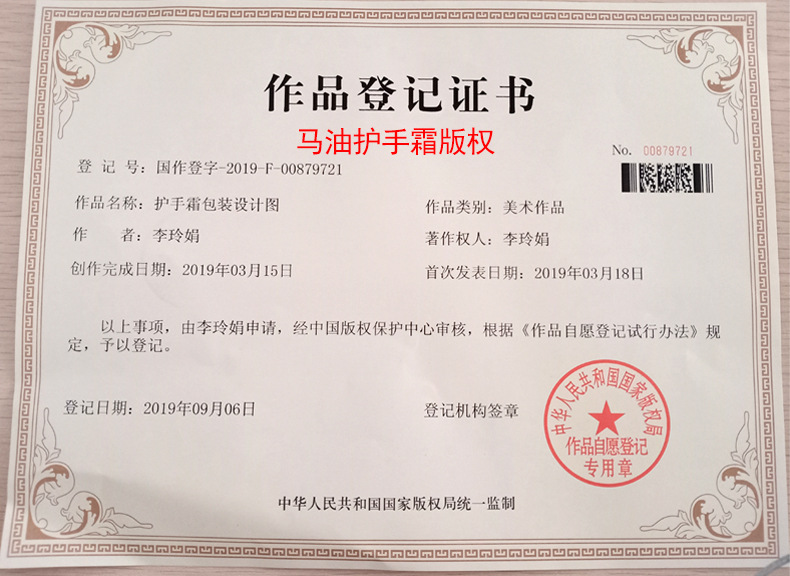 作品登记证书
马油护手霜版权
No. 00879721
登 记 号：国作登字-2019-F-00879721
作品名称：护手霜包装设计图
作品类别：美术作品
作 者：李玲娟
著作权人：李玲娟
创作完成日期：2019年03月15日
首次发表日期：2019年03月18日
以上事项，由李玲娟申请，经中国版权保护中心审核，根据《作品自愿登记试行办法》规
定，予以登记。
登记日期：2019年09月06日
登记机构签章
中华人民共和国国家版权局
作品自愿登记
专用章
中华人民共和国国家版权局统一监制